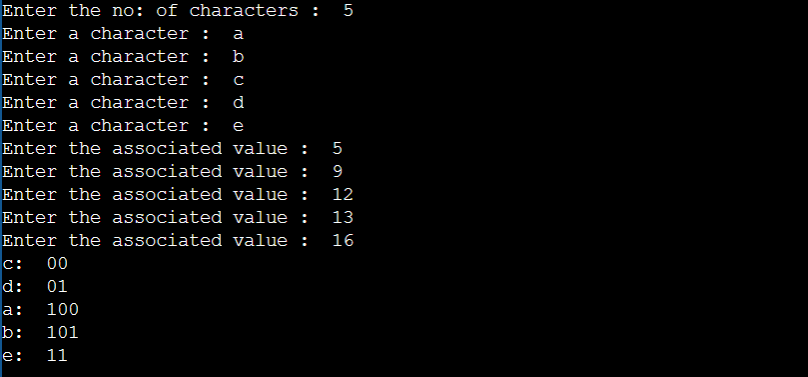 Enter the no: of characters :  5
Enter a character :  a
Enter a character :  b
Enter a character :  c
Enter a character :  d
Enter a character :  e
Enter the associated value :  5
Enter the associated value :  9
Enter the associated value :  12
Enter the associated value :  13
Enter the associated value :  16
c:  00
d:  01
a:  100
b:  101
e:  11